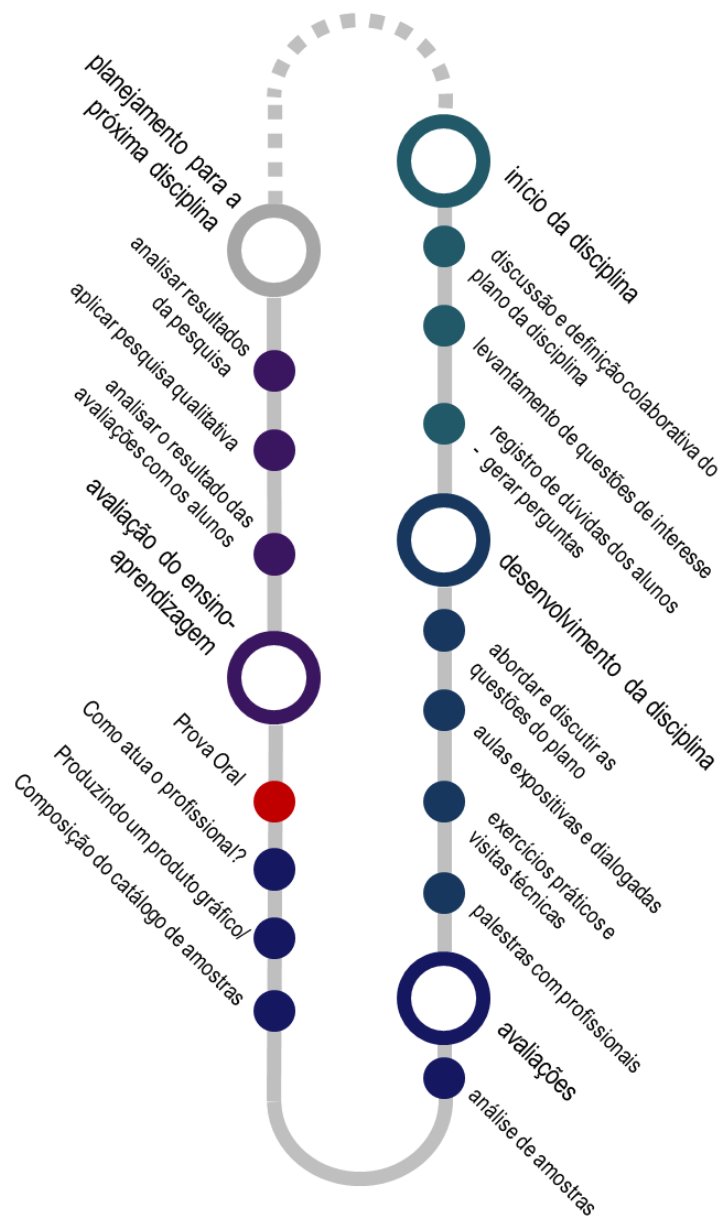 planejamento para a
próxima disciplina
analisar resultados
da pesquisa
aplicar pesquisa qualitativa
analisar o resultado das
avaliações com os alunos
avaliação do ensino-
aprendizagem
Prova Oral
Como atua o profissional?
Produzindo um produto gráfico/
Composição do catálogo de amostras
início da disciplina
discussão e definição colaborativa do
plano da disciplina
levantamento de questões de interesse
registro de dúvidas dos alunos
- gerar perguntas
desenvolvimento da disciplina
abordar e discutir as
questões do plano
aulas expositivas e dialogadas
exercícios práticos e
visitas técnicas
palestras com profissionais
avaliações
análise de amostras